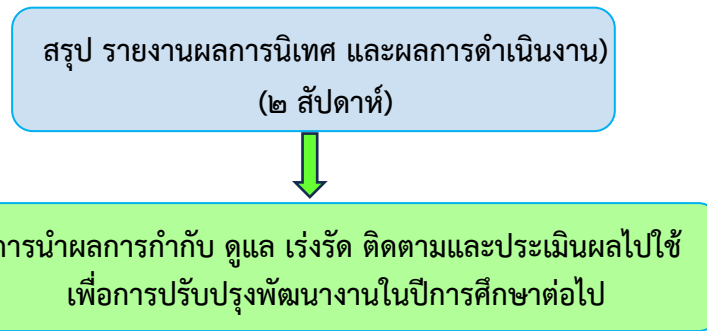 สรุป รายงานผลการนิเทศ และผลการดำเนินงาน)
(๒ สัปดาห์)
การนำผลการกำกับ ดูแล เร่งรัด ติดตามและประเมินผลไปใช้
เพื่อการปรับปรุงพัฒนางานในปีการศึกษาต่อไป